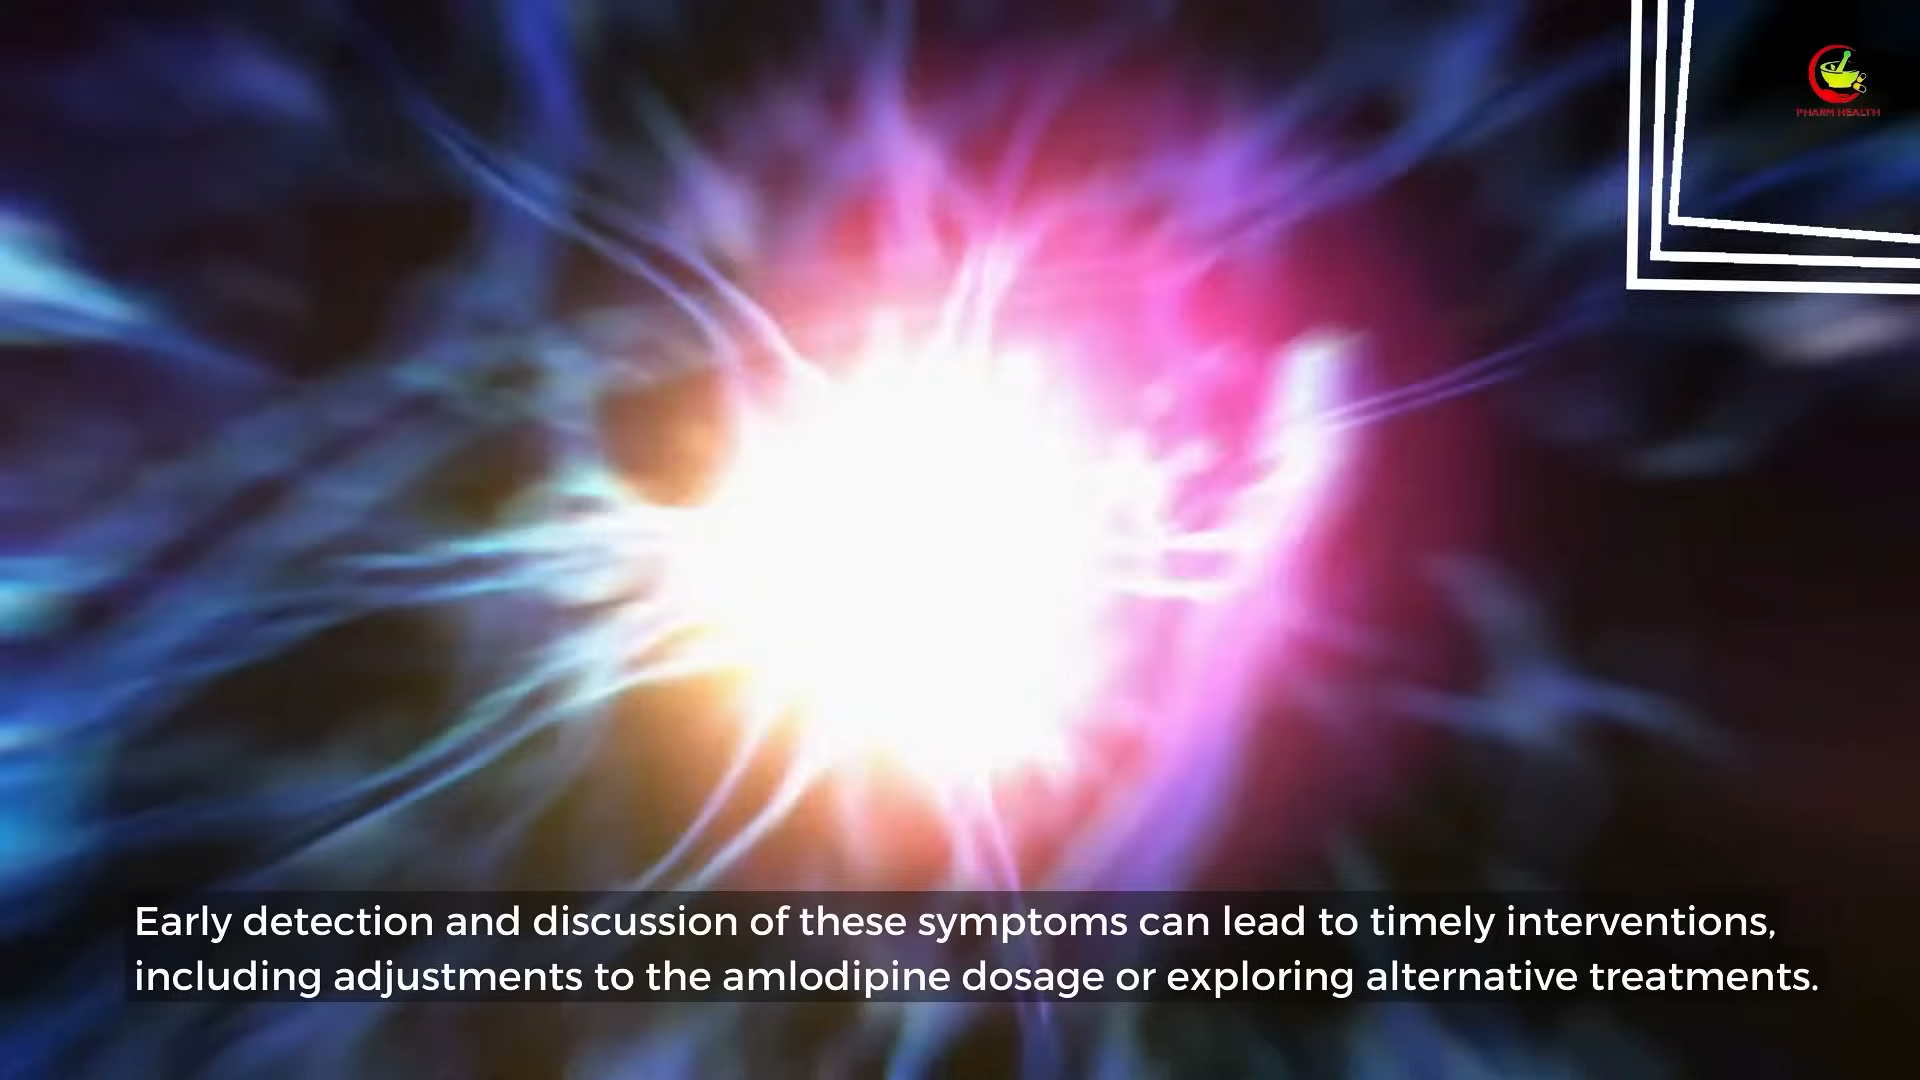 PHARM HEALTH
Early detection and discussion of these symptoms can lead to timely interventions,
including adjustments to the amlodipine dosage or exploring alternative treatments.